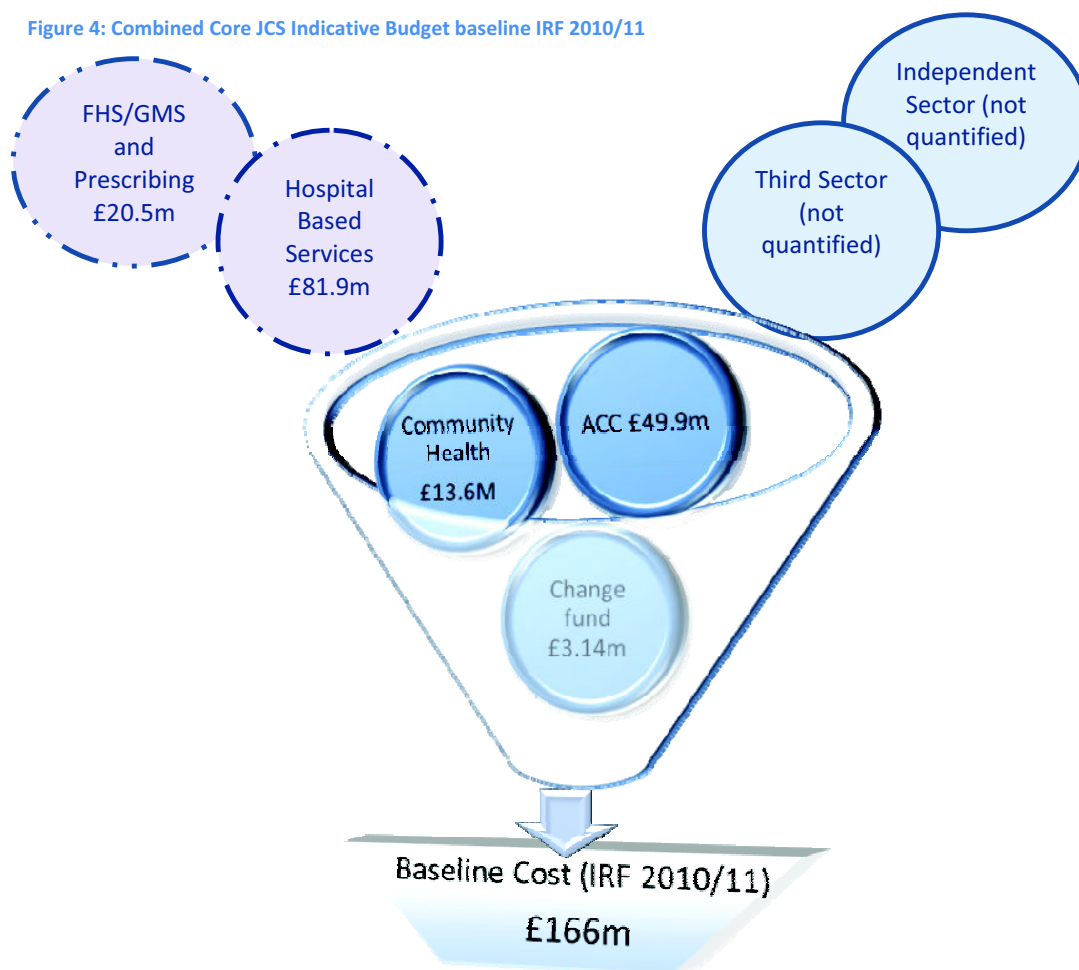 Figure 4: Combined Core JCS Indicative Budget baseline IRF 2010/11
FHS/GMS
and
Prescribing
£20.5m
Hospital
Based
Services
£81.9m
Independent
Sector (not
quantified)
Third Sector
(not
quantified)
Community
Health
£13.6M
ACC £49.9m
Change
fund
£3.14m
Baseline Cost (IRF 2010/11)
£166m